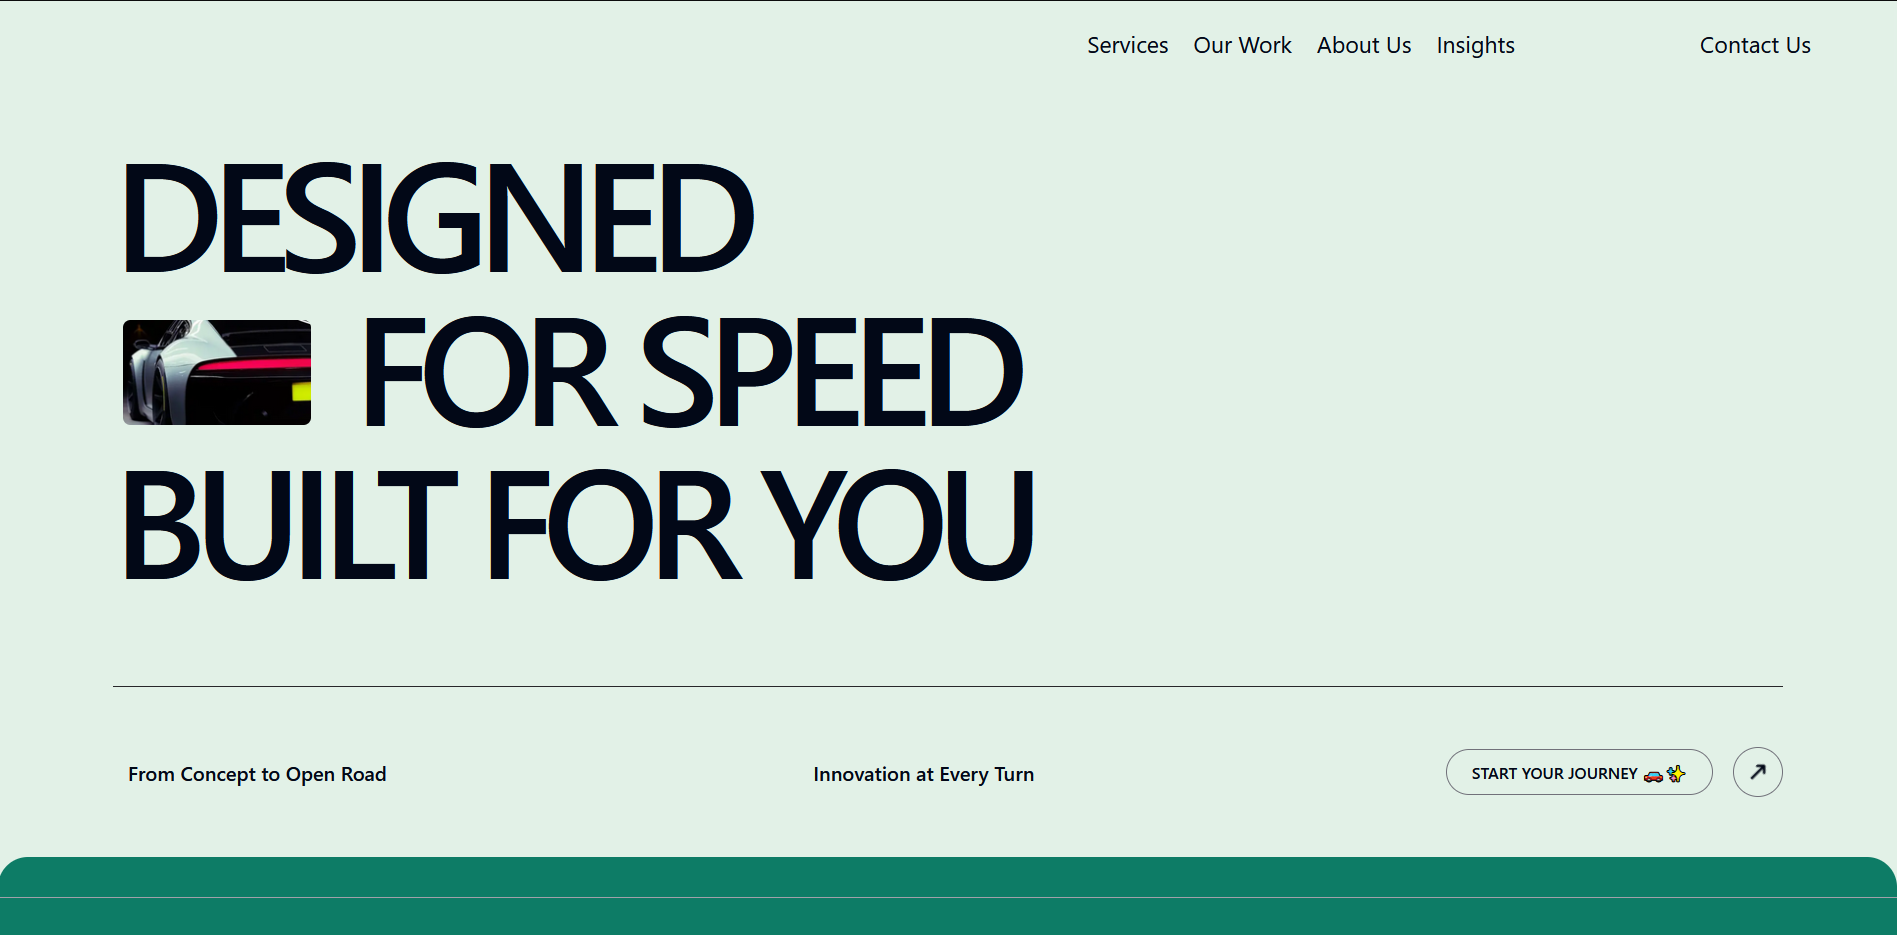 Services Our Work About Us Insights Contact Us
DESIGNED
FOR SPEED
BUILT FOR YOU
From Concept to Open Road
Innovation at Every Turn
START YOUR JOURNEY 🚗✨